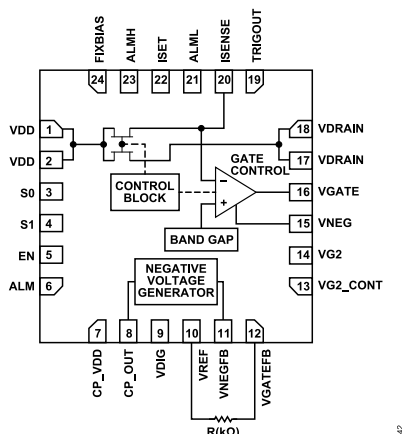 FIXBIAS
ALMH
ISET
ALML
ISENSE
TRIGOUT
24
23
22
21
20
19
VDD 1
VDD 2
S0 3
S1 4
EN 5
ALM 6
18 VDRAIN
17 VDRAIN
16 VGATE
15 VNEG
14 VG2
13 VG2_CONT
GATE
CONTROL
–
+
CONTROL
BLOCK
BAND GAP
NEGATIVE
VOLTAGE
GENERATOR
7
8
9
10
11
12
CP_VDD
CP_OUT
VDIG
VREF
VNEGFB
VGATEFB
R(kΩ)